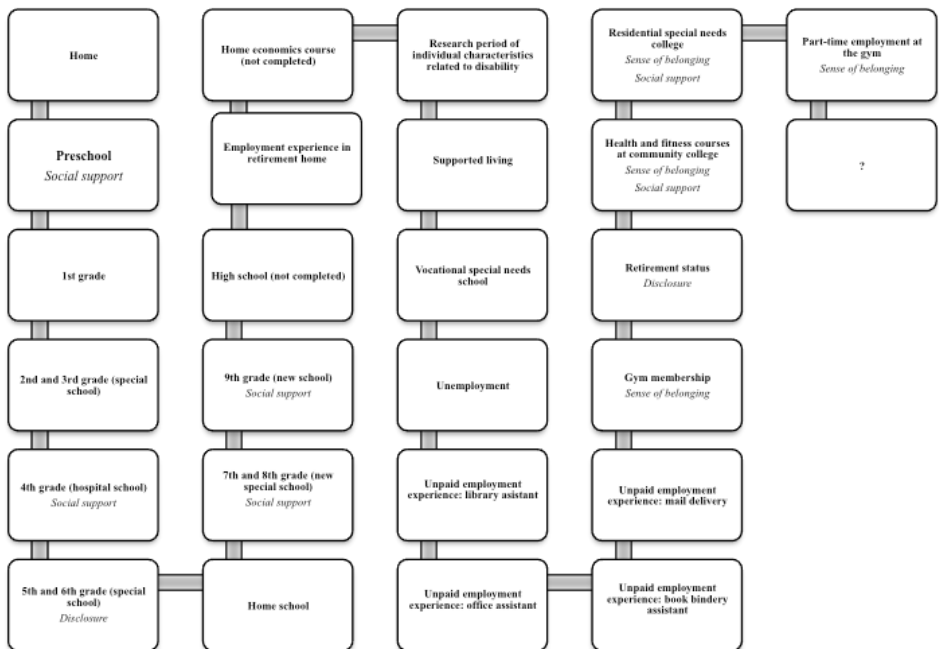 Home
Preschool
Social support
1st grade
2nd and 3rd grade (special
school)
4th grade (hospital school)
Social support
5th and 6th grade (special
school)
Disclosure
Home school
7th and 8th grade (new
special school)
Social support
9th grade (new school)
Social support
High school (not completed)
Employment experience in
retirement home
Home economics course
(not completed)
Research period of
individual characteristics
related to disability
Supported living
Vocational special needs
school
Unemployment
Unpaid employment
experience: library asistant
Unpaid employment
experience: office assistant
Unpaid employment
experience: book bindery
assistant
Unpaid employment
experience: mail delivery
Gym membership
Sense of belonging
Retirement status
Disclosure
Health and fitness courses
at community college
Sense of belonging
Social support
Residential special needs
college
Sense of belonging
Social support
Part-time employment at
the gym
Sense of belonging
?